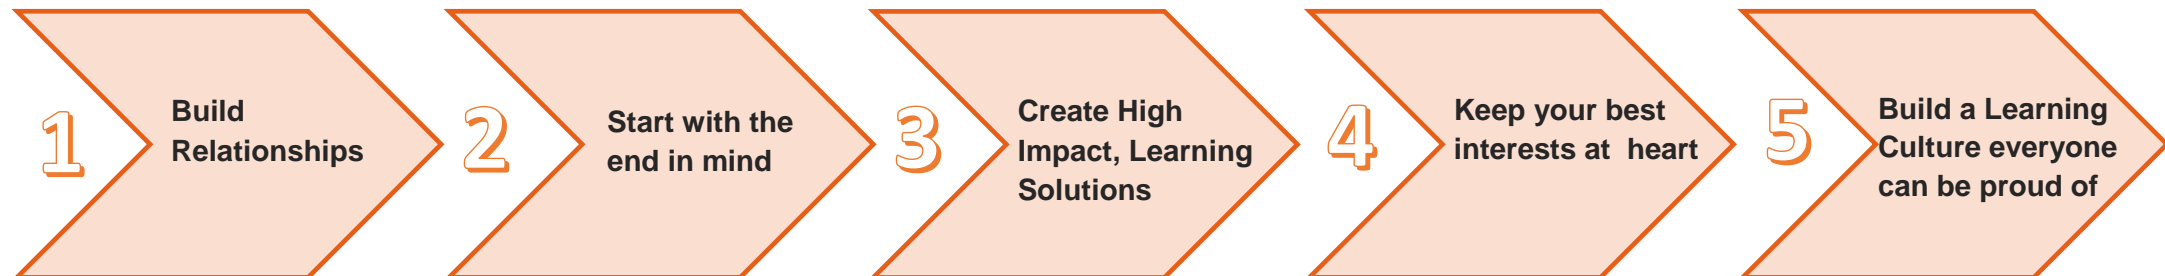 1
Build
Relationships
2
Start with the
end in mind
3
Create High
Impact, Learning
Solutions
4
Keep your best
interests at heart
5
Build a Learning
Culture everyone
can be proud of